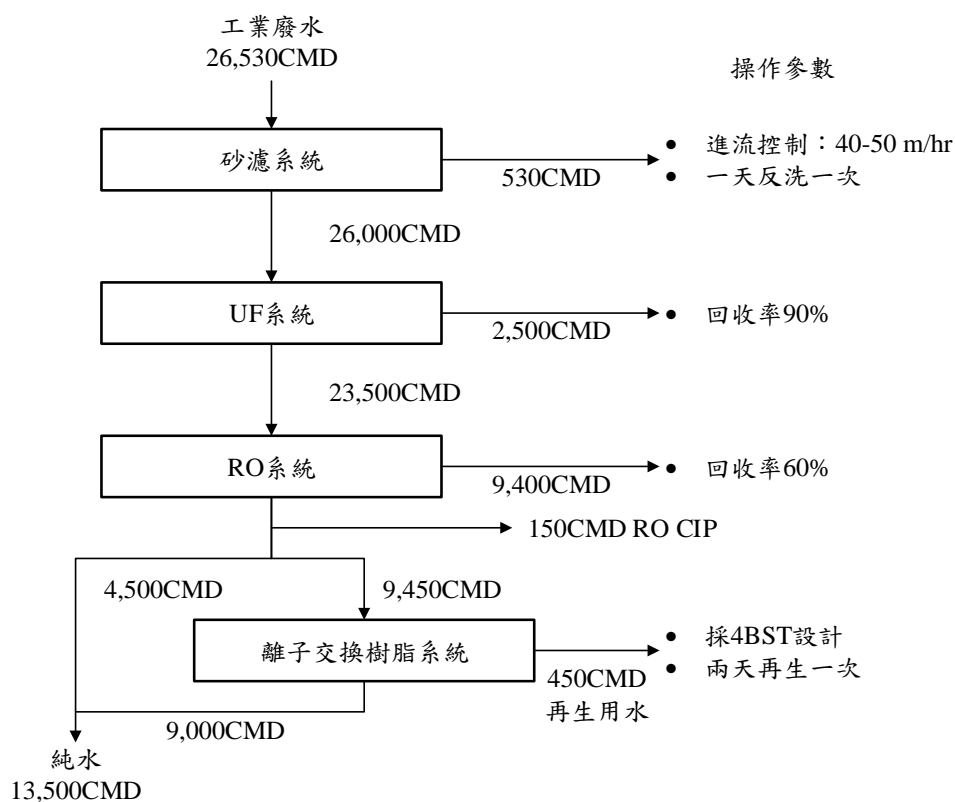 工業廢水
26,530CMD
操作參數
砂濾系統
530CMD
• 進流控制：40-50 m/hr
• 一天反洗一次
26,000CMD
UF系統
2,500CMD
• 回收率90%
23,500CMD
RO系統
9,400CMD
• 回收率60%
150CMD RO CIP
4,500CMD
9,450CMD
離子交換樹脂系統
450CMD
再生用水
• 採4BST設計
• 兩天再生一次
9,000CMD
純水
13,500CMD